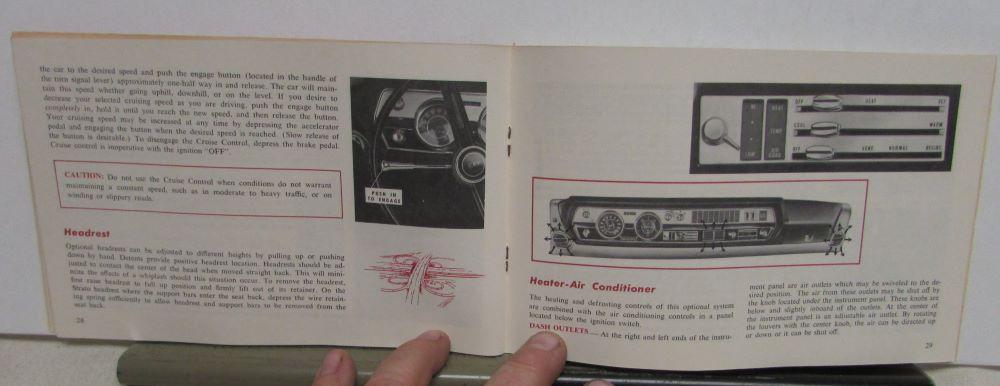 the car to the desired speed and push the engage button (located in the handle of
the turn signal lever) approximately one-half way in and release. The car will main-
tain this speed whether going uphill, downhill, or on the level. If you desire to
decrease your selected cruising speed as you are driving, push the engage button
completely in, hold it until you reach the new speed, and then release the button.
Your cruising speed may be increased at any time by depressing the accelerator
pedal and engaging the button when the desired speed is reached. (Slow release of
the button is desirable.) To disengage the Cruise Control, depress the brake pedal.
Cruise control is inoperative with the ignition "OFF".
CAUTION: Do not use the Cruise Control when conditions do not warrant
maintaining a constant speed, such as in moderate to heavy traffic, or on
winding or slippery roads.
PUSH IN
TO ENGAGE
Headrest
Optional headrests can be adjusted to different heights by pulling up or pushing
down by hand. Detents provide positive headrest location. Headrests should be ad-
justed to contact the center of the head when moved straight back. This will mini-
mize the effects of a whiplash should this situation occur. To remove the headrest,
first raise headrest to full up position and firmly lift out of its retainer. On the
Strato headrests where the support bars enter the seat back, depress the wire retain-
ing spring sufficiently to allow headrest and support bars to be removed from the
seat back.
28
HI HEAT
TEMP
LOW AIR COND
OFF HEAT DEF
COOL WARM
OFF VENT NORMAL RECIRC
Heater-Air Conditioner
The heating and defrosting controls of this optional system
are combined with the air conditioning controls in a panel
located below the ignition switch.
DASH OUTLETS — At the right and left ends of the instru-
ment panel are air outlets which may be swiveled to the de-
sired position. The air from these outlets may be shut off by
the knob located under the instrument panel. These knobs are
below and slightly inboard of the outlets. At the center of
the instrument panel is an adjustable air outlet. By rotating
the louvers with the center knob, the air can be directed up
or down or it can be shut off.
29